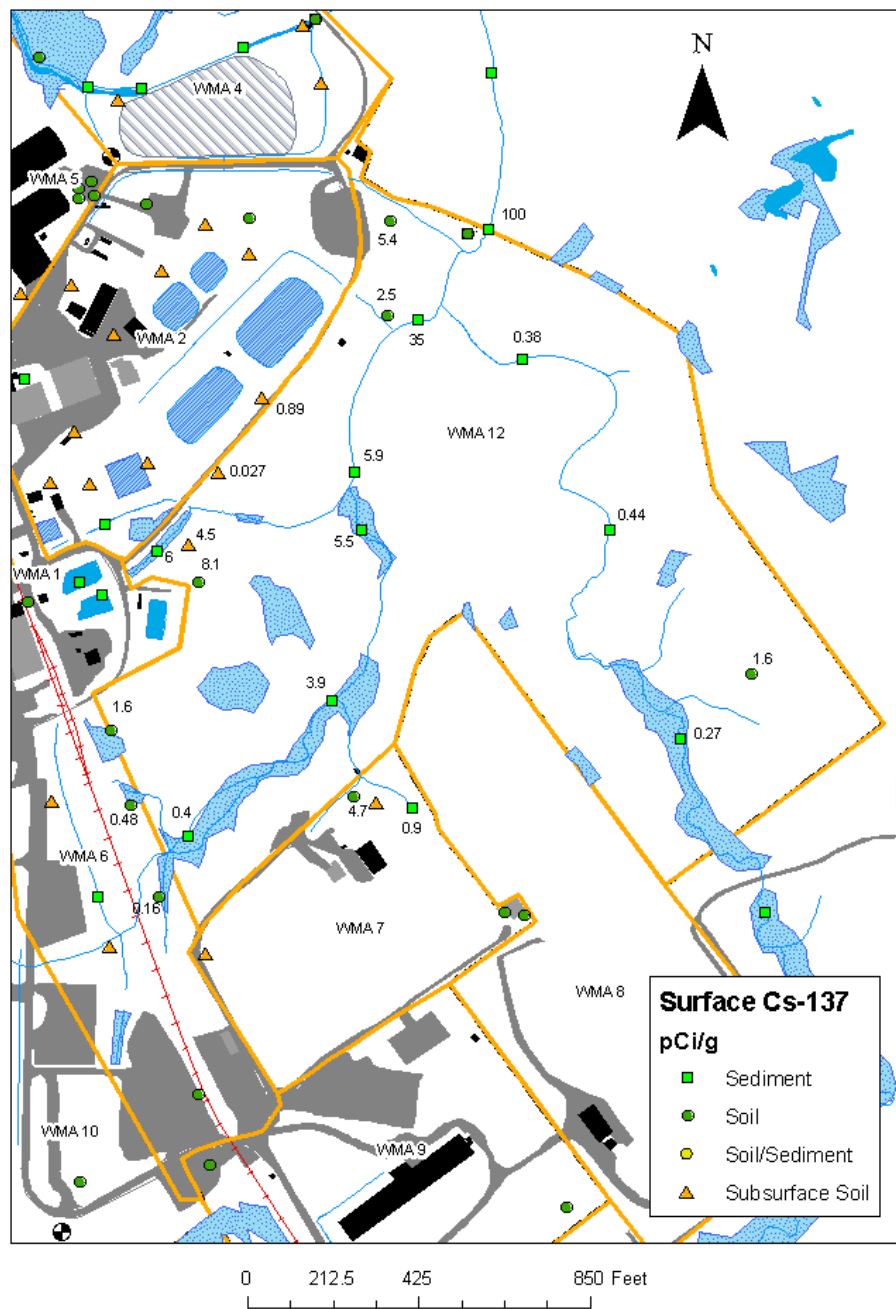 N
WMA 4
WMA 5
100
5.4
2.5
35
0.38
WMA 2
0.89
WMA 12
0.027
5.9
4.5
6
5.5
0.44
WMA 1
8.1
1.6
3.9
1.6
0.27
0.48
0.4
4.7
0.9
WMA 6
0.16
WMA 7
WMA 8
WMA 10
WMA 9
Surface Cs-137
pCi/g
Sediment
Soil
Soil/Sediment
Subsurface Soil
0 212.5 425 850 Feet